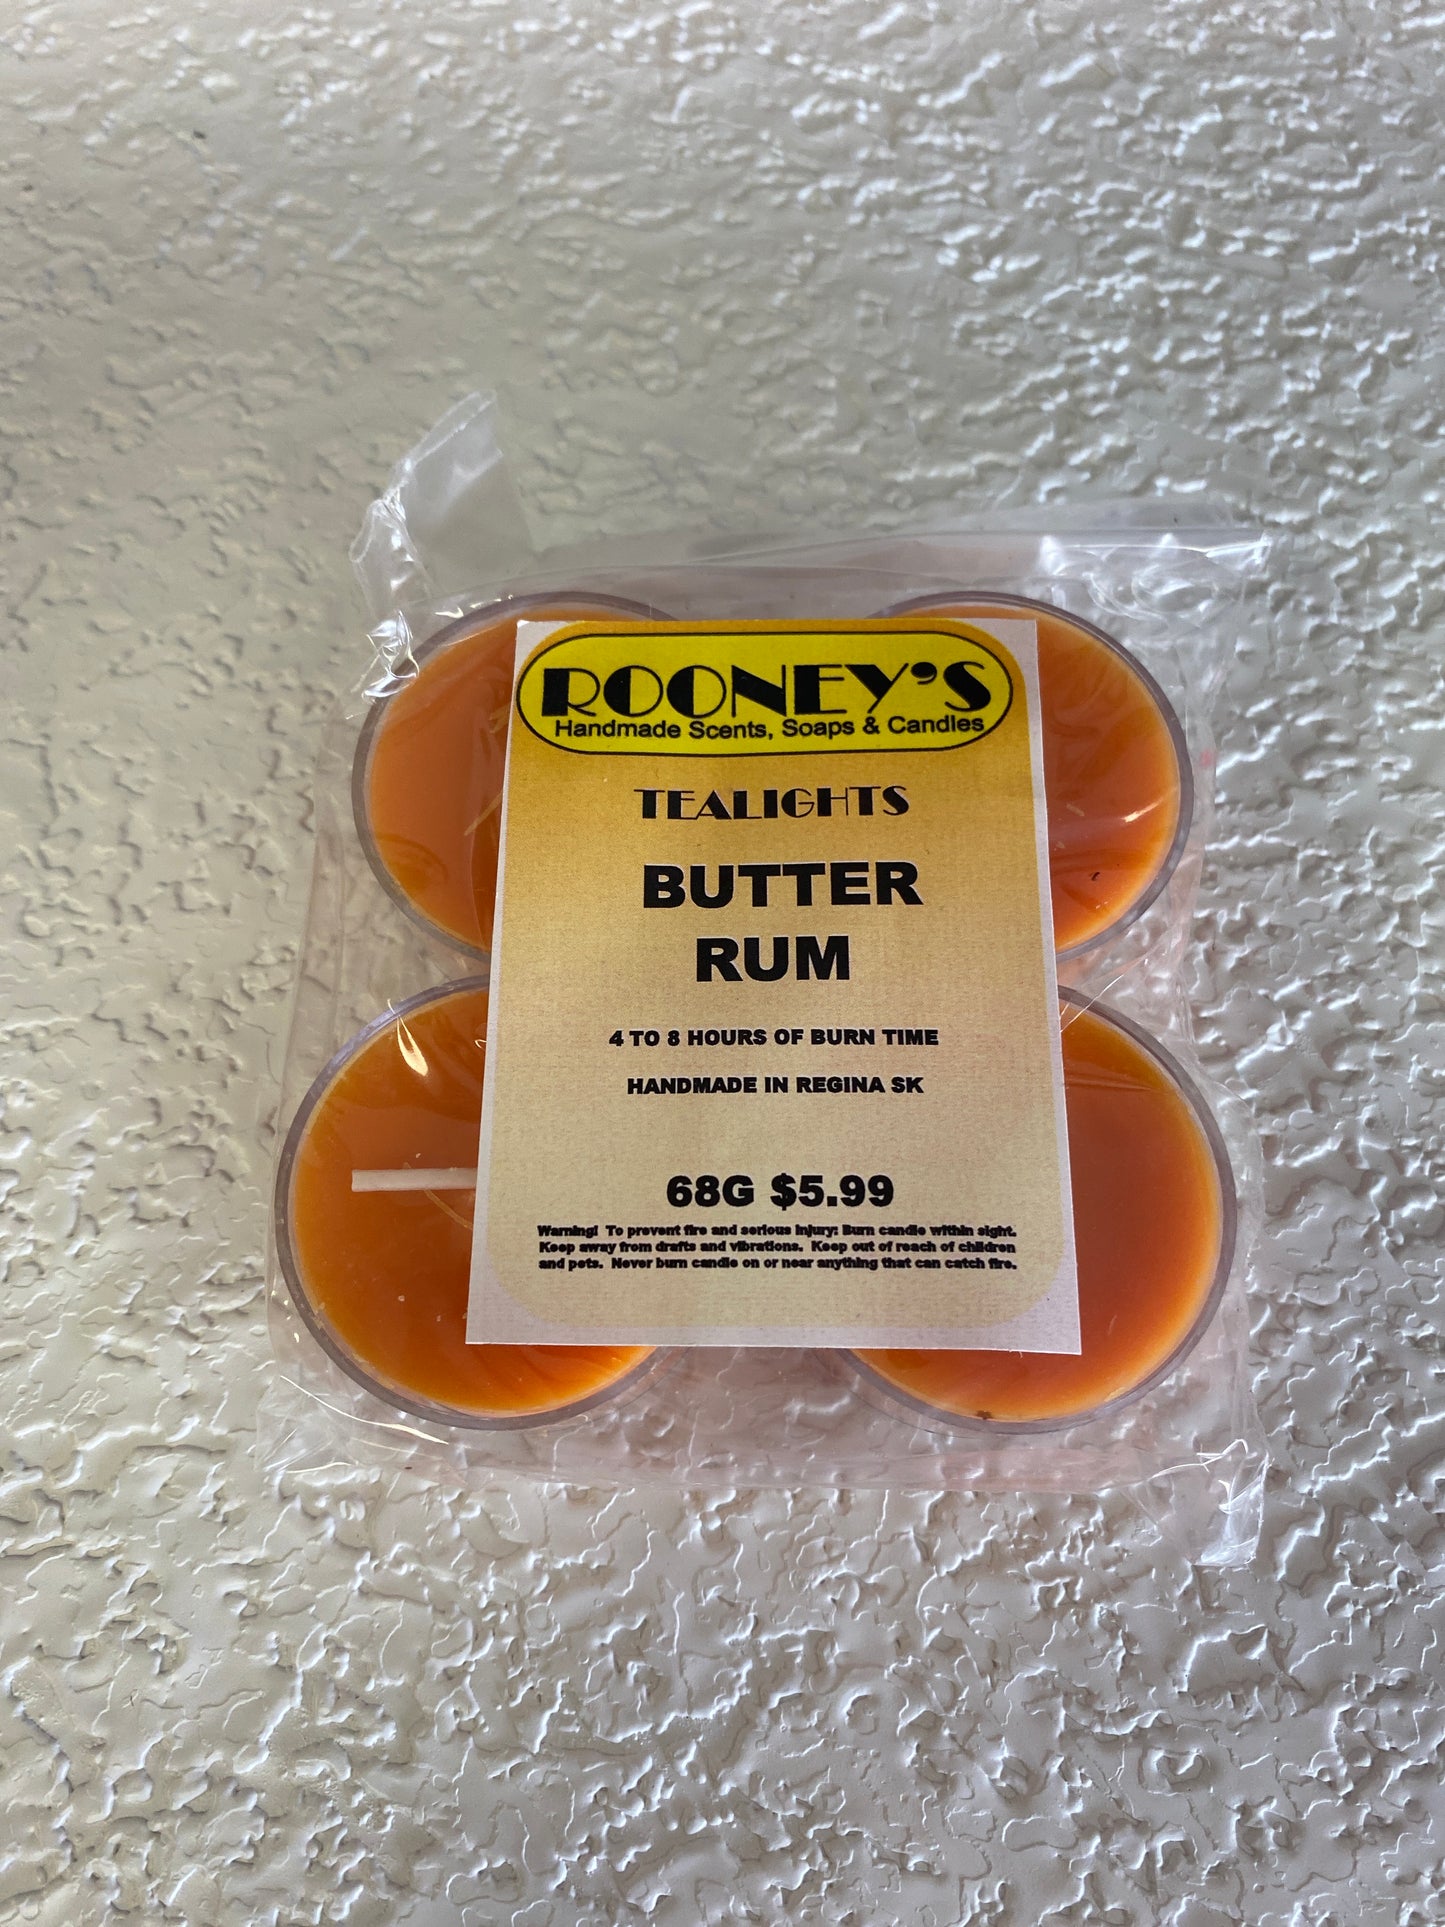 ROONEY'S
Handmade Scents, Soaps & Candles
TEALIGHTS
BUTTER
RUM
4 TO 8 HOURS OF BURN TIME
HANDMADE IN REGINA SK
68G $5.99
Warning! To prevent fire and serious injury: Burn candle within sight.
Keep away from drafts and vibrations. Keep out of reach of children
and pets. Never burn candle on or near anything that can catch fire.